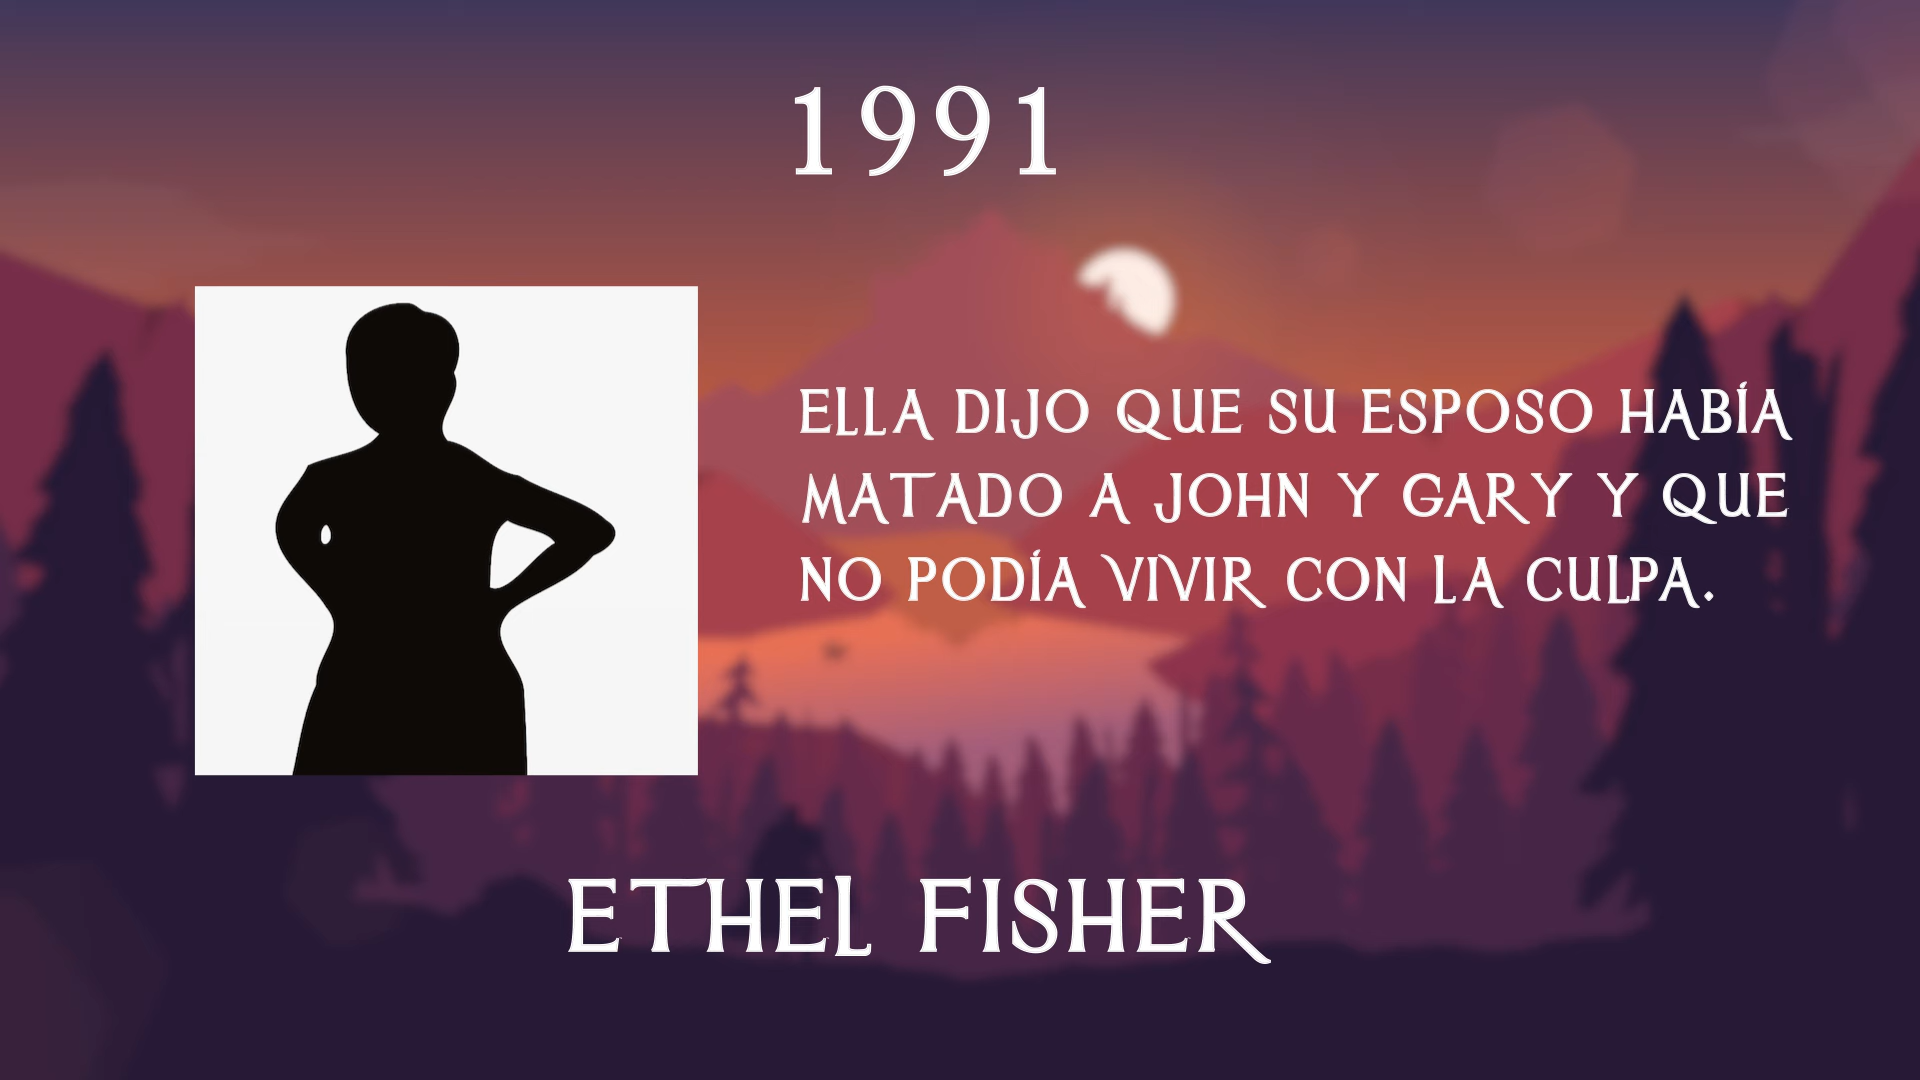 1991
ELLA DIJO QUE SU ESPOSO HABÍA
MATADO A JOHN Y GARY Y QUE
NO PODÍA VIVIR CON LA CULPA.
ETHEL FISHER